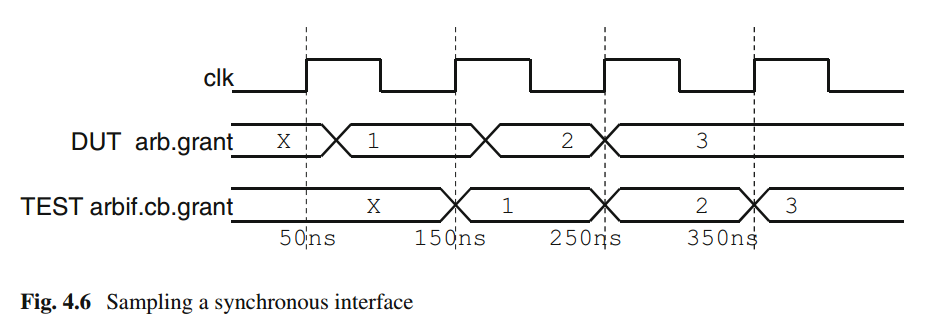 clk
DUT arb.grant X 1 2 3
TEST arbif.cb.grant X 1 2 3
50ns 150ns 250ns 350ns
Fig. 4.6 Sampling a synchronous interface